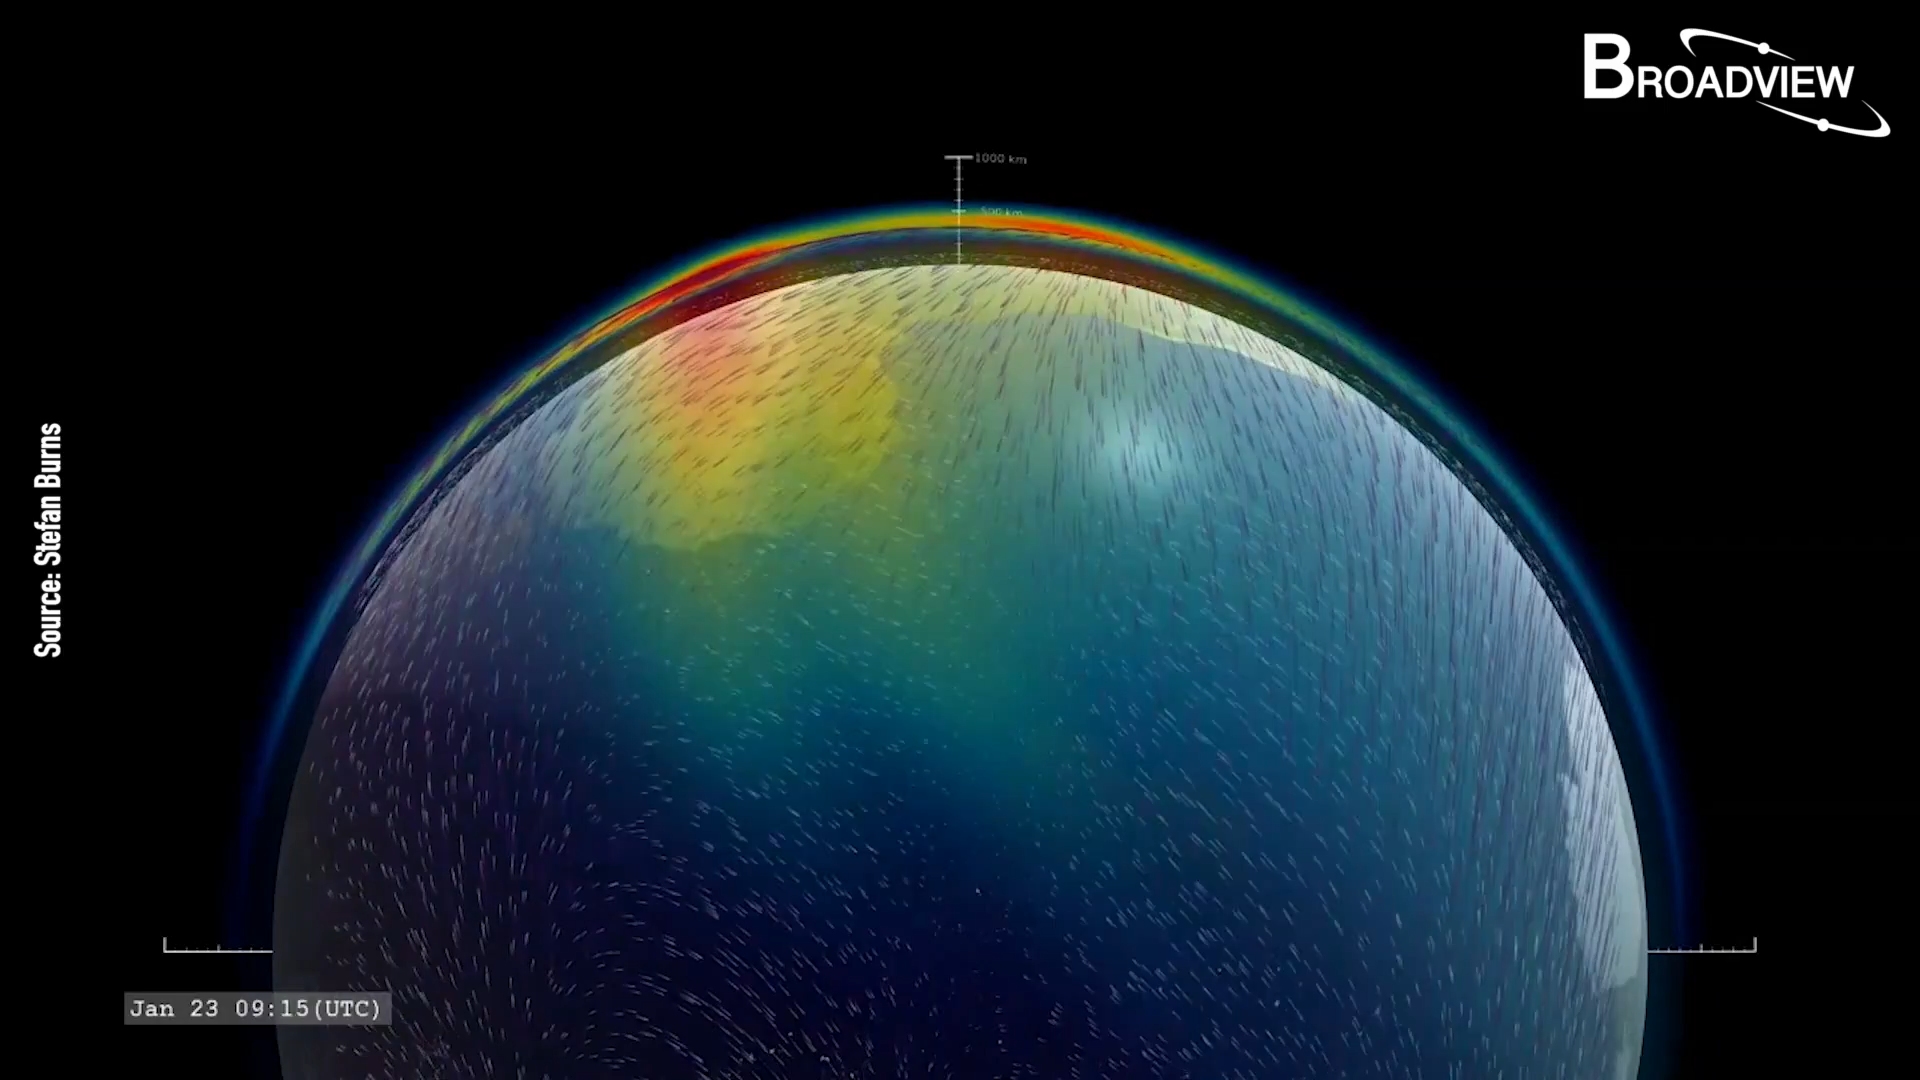 BROADVIEW
1000 km
500 km
Source: Stefan Burns
Jan 23 09:15(UTC)